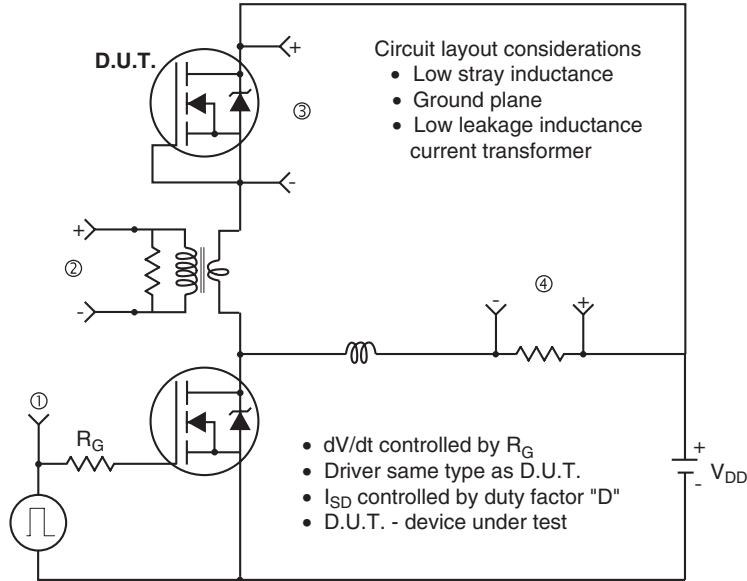 D.U.T.
+
③
-
Circuit layout considerations
• Low stray inductance
• Ground plane
• Low leakage inductance
current transformer
+
②
-
④
-
+
①
R_G
• dV/dt controlled by R_G
• Driver same type as D.U.T.
• I_SD controlled by duty factor "D"
• D.U.T. - device under test
+
V_DD
-